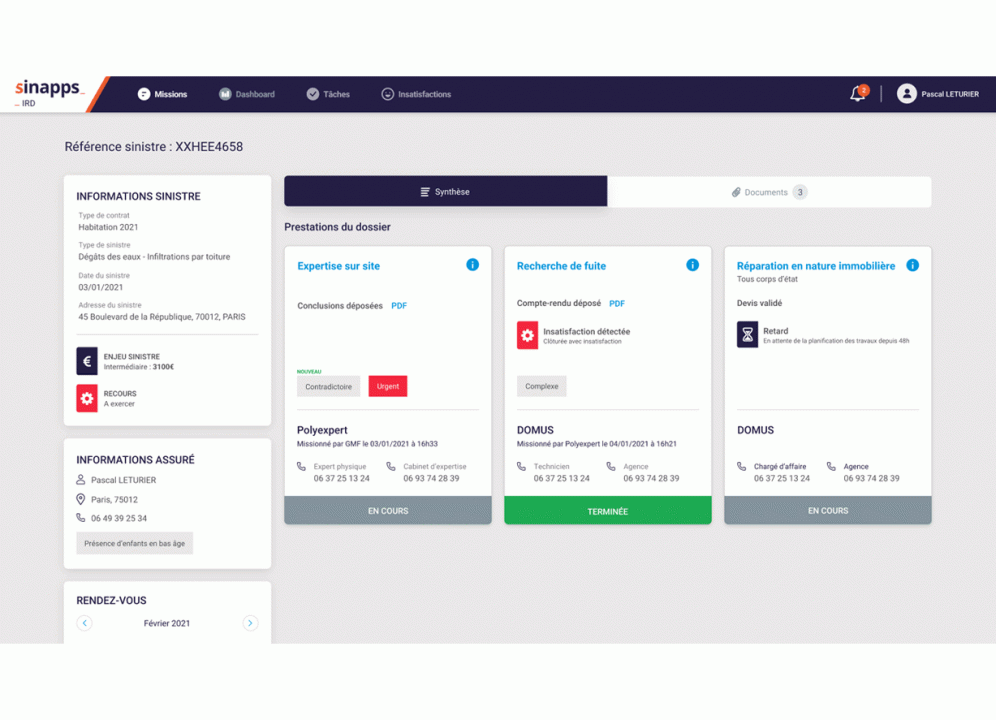 sinapps_
_ IRD
Missions
Dashboard
Tâches
Insatisfactions
2
Pascal LETURIER
Référence sinistre : XXHEE4658
INFORMATIONS SINISTRE
Type de contrat
Habitation 2021
Type de sinistre
Dégâts des eaux - Infiltrations par toiture
Date du sinistre
03/01/2021
Adresse du sinistre
45 Boulevard de la République, 70012, PARIS
€
ENJEU SINISTRE
Intermédiaire : 3100€
RECOURS
A exercer
INFORMATIONS ASSURÉ
Pascal LETURIER
Paris, 75012
06 49 39 25 34
Présence d'enfants en bas âge
RENDEZ-VOUS
Février 2021
Synthèse
Documents 3
Prestations du dossier
Expertise sur site
Conclusions déposées PDF
NOUVEAU
Contradictoire
Urgent
Polyexpert
Missionné par GMF le 03/01/2021 à 16h33
Expert physique
06 37 25 13 24
Cabinet d'expertise
06 93 74 28 39
EN COURS
Recherche de fuite
Compte-rendu déposé PDF
Insatisfaction détectée
Clôturée avec insatisfaction
Complexe
DOMUS
Missionné par Polyexpert le 04/01/2021 à 16h21
Technicien
06 37 25 13 24
Agence
06 93 74 28 39
TERMINÉE
Réparation en nature immobilière
Tous corps d'état
Devis validé
Retard
En attente de la planification des travaux depuis 48h
DOMUS
Chargé d'affaire
06 37 25 13 24
Agence
06 93 74 28 39
EN COURS